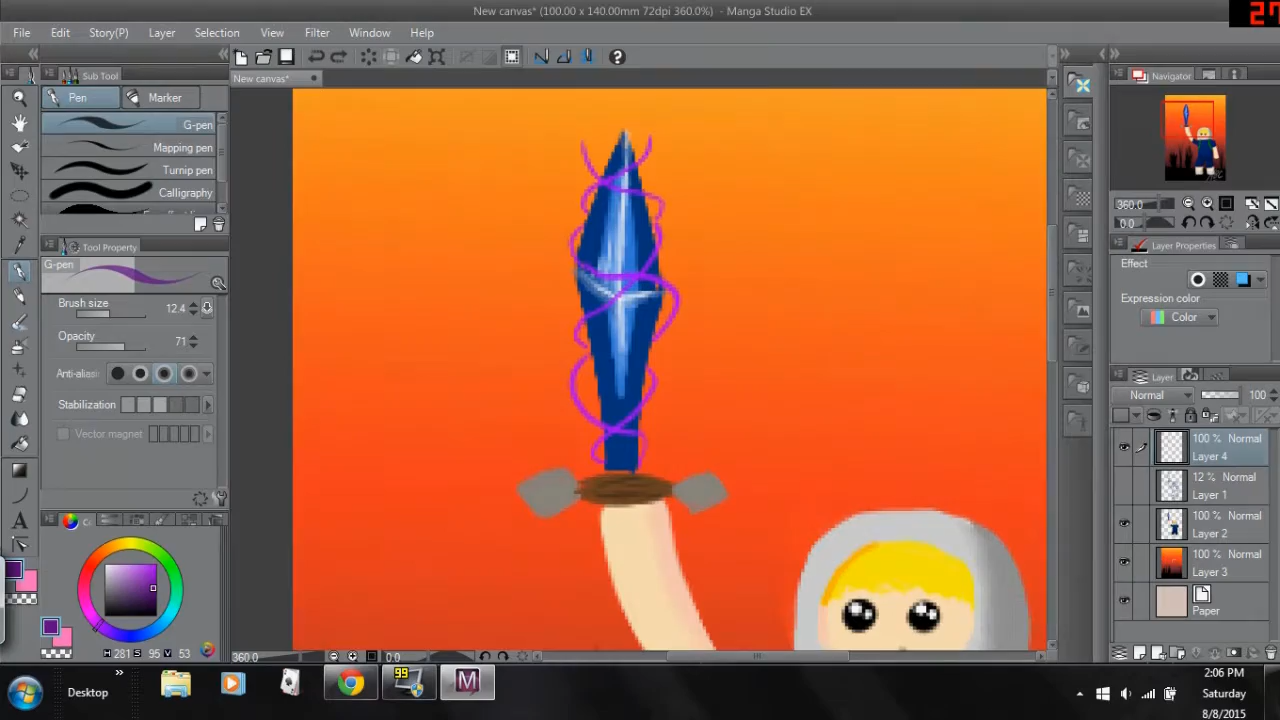 New canvas* (100.00 x 140.00mm 72dpi 360.0%) - Manga Studio EX
27
File Edit Story(P) Layer Selection View Filter Window Help
Sub Tool
New canvas*
Navigator
Pen Marker
G-pen
Mapping pen
Turnip pen
Calligraphy
360.0
0.0
Tool Property
Layer Properties
G-pen
Effect
Brush size 12.4
Expression color
Opacity 71
Color
Anti-alias
Layer
Stabilization
Normal 100
Vector magnet
100 % Normal
Layer 4
12 % Normal
Layer 1
100 % Normal
Layer 2
100 % Normal
Layer 3
Paper
H 281 S 95 V 53
360.0 0.0
99
2:06 PM
Desktop
Saturday
8/8/2015